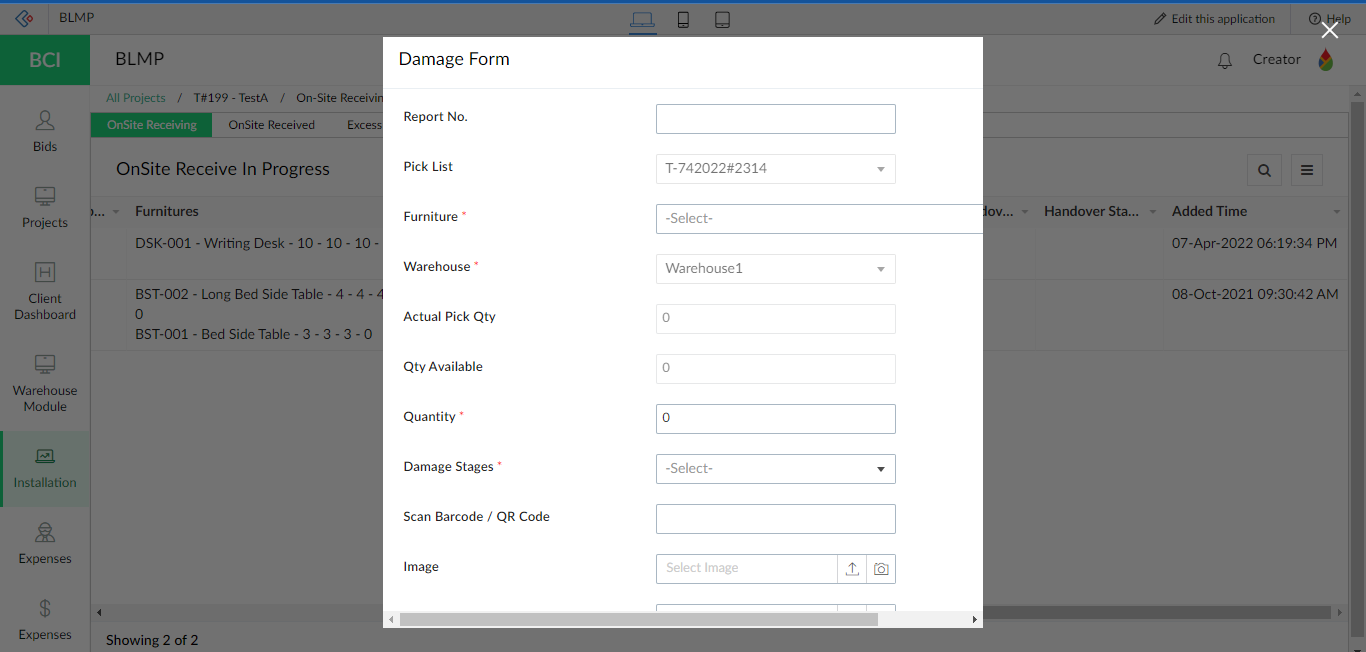 BLMP
Edit this application
Help
BCI
BLMP
Creator
All Projects / T#199 - TestA / On-Site Receivin
OnSite Receiving
OnSite Received
Excess
OnSite Receive In Progress
Furnitures
Handover Sta...
Added Time
DSK-001 - Writing Desk - 10 - 10 - 10 -
07-Apr-2022 06:19:34 PM
BST-002 - Long Bed Side Table - 4 - 4 - 4
0
BST-001 - Bed Side Table - 3 - 3 - 3 - 0
08-Oct-2021 09:30:42 AM
Showing 2 of 2
Bids
Projects
Client
Dashboard
Warehouse
Module
Installation
Expenses
Expenses
Damage Form
Report No.
Pick List
T-742022#2314
Furniture *
-Select-
Warehouse *
Warehouse1
Actual Pick Qty
0
Qty Available
0
Quantity *
0
Damage Stages *
-Select-
Scan Barcode / QR Code
Image
Select Image